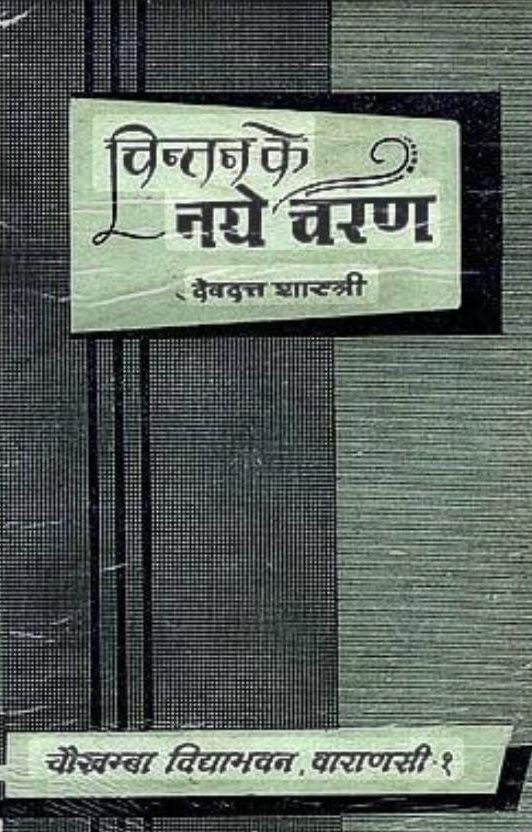 चिन्तन के
नये चरण
देवदत्त शास्त्री
चौखम्बा विद्याभवन, वाराणसी-१